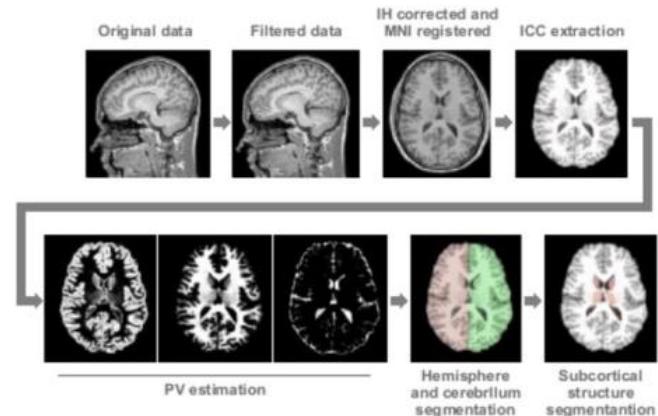 Original data
Filtered data
IH corrected and
MNI registered
ICC extraction
PV estimation
Hemisphere
and cerebrllum
segmentation
Subcortical
structure
segmentantion